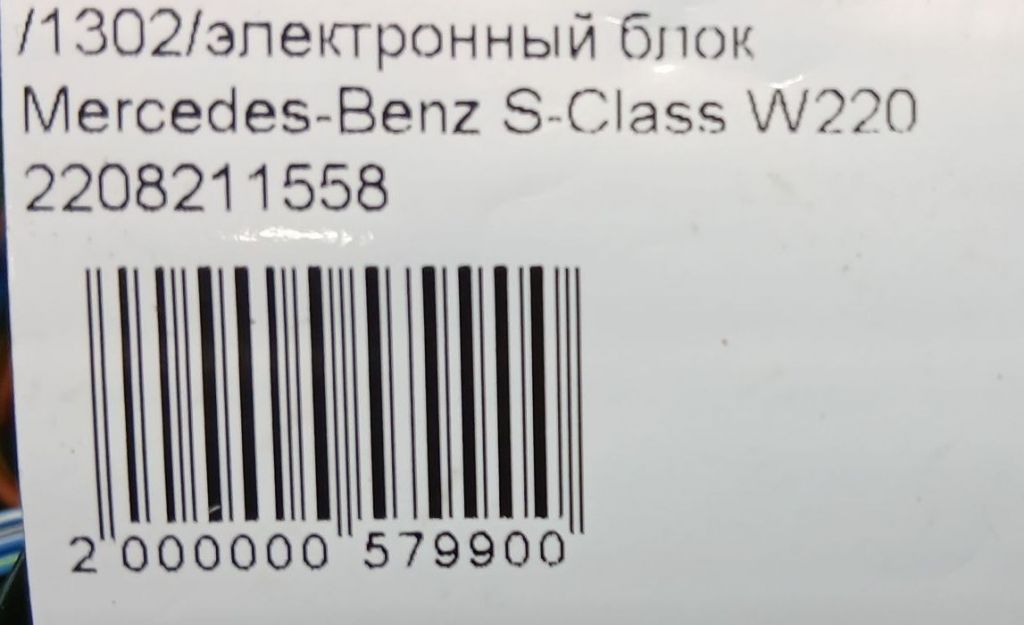 /1302/электронный блок
Mercedes-Benz S-Class W220
2208211558
2 000000 579900